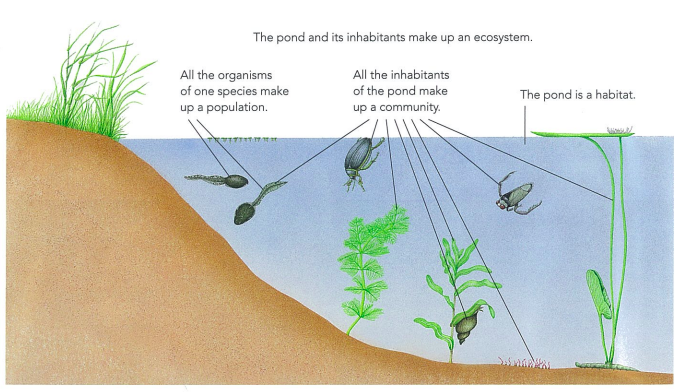 The pond and its inhabitants make up an ecosystem.
All the organisms
of one species make
up a population.
All the inhabitants
of the pond make
up a community.
The pond is a habitat.